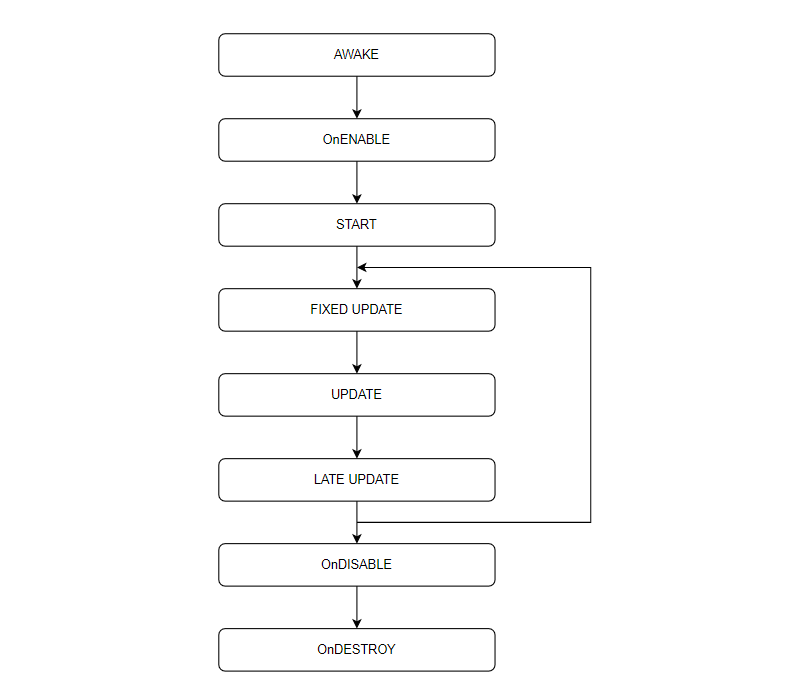 AWAKE
OnENABLE
START
FIXED UPDATE
UPDATE
LATE UPDATE
OnDISABLE
OnDESTROY